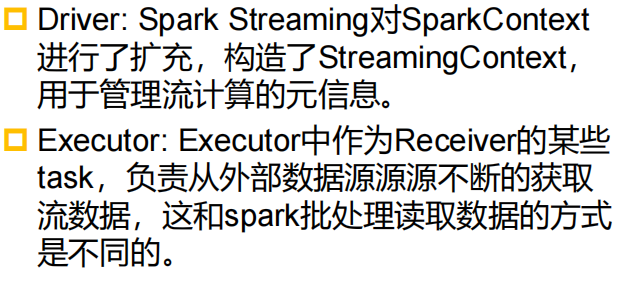 Driver: Spark Streaming对SparkContext
进行了扩充，构造了StreamingContext，
用于管理流计算的元信息。
Executor: Executor中作为Receiver的某些
task，负责从外部数据源源源不断的获取
流数据，这和spark批处理读取数据的方式
是不同的。